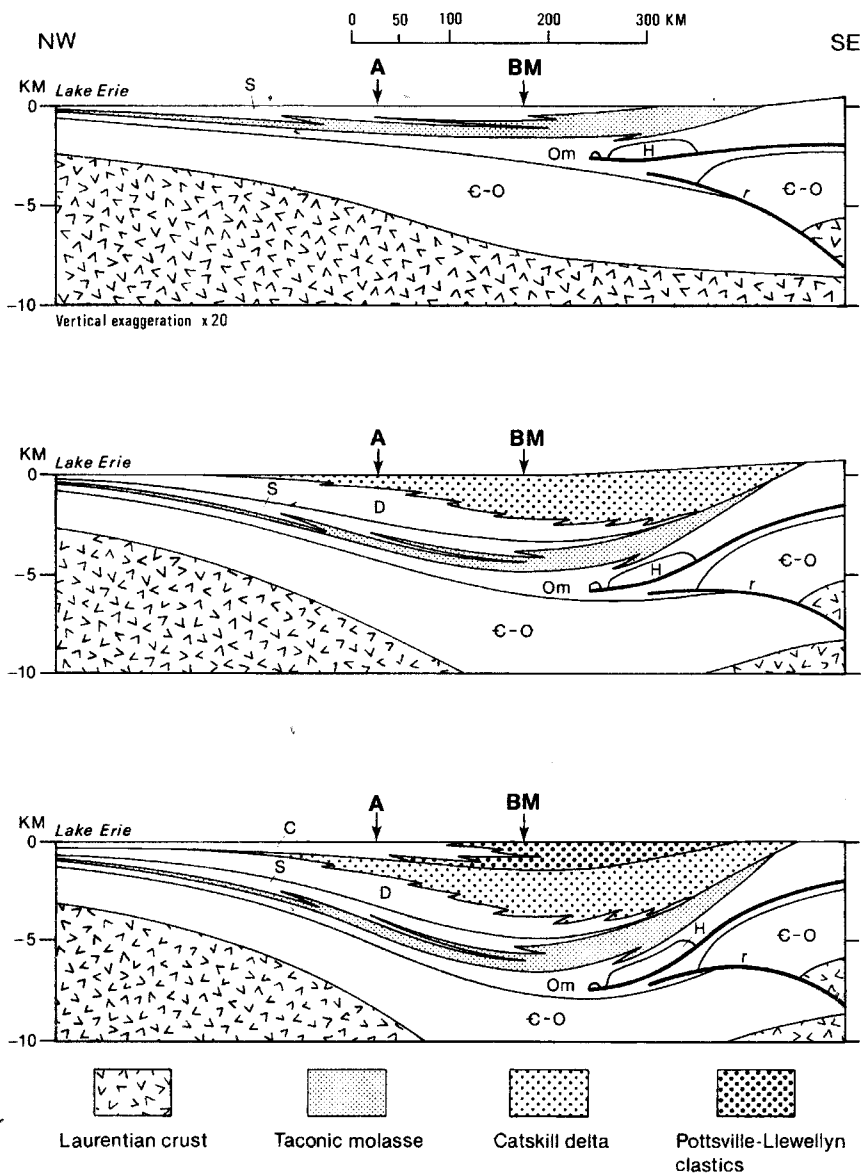 0 50 100 200 300 KM
NW SE
A BM
KM
Lake Erie S
0
Om H
Є-O Є-O
r
-5
-10
Vertical exaggeration x 20
A BM
KM
Lake Erie
0
S D
-5
Om H Є-O
r
Є-O
-10
A BM
KM C
Lake Erie
0
S
D
H
-5 Є-O
r
Om
Є-O
-10
Laurentian crust Taconic molasse Catskill delta Pottsville-Llewellyn
clastics